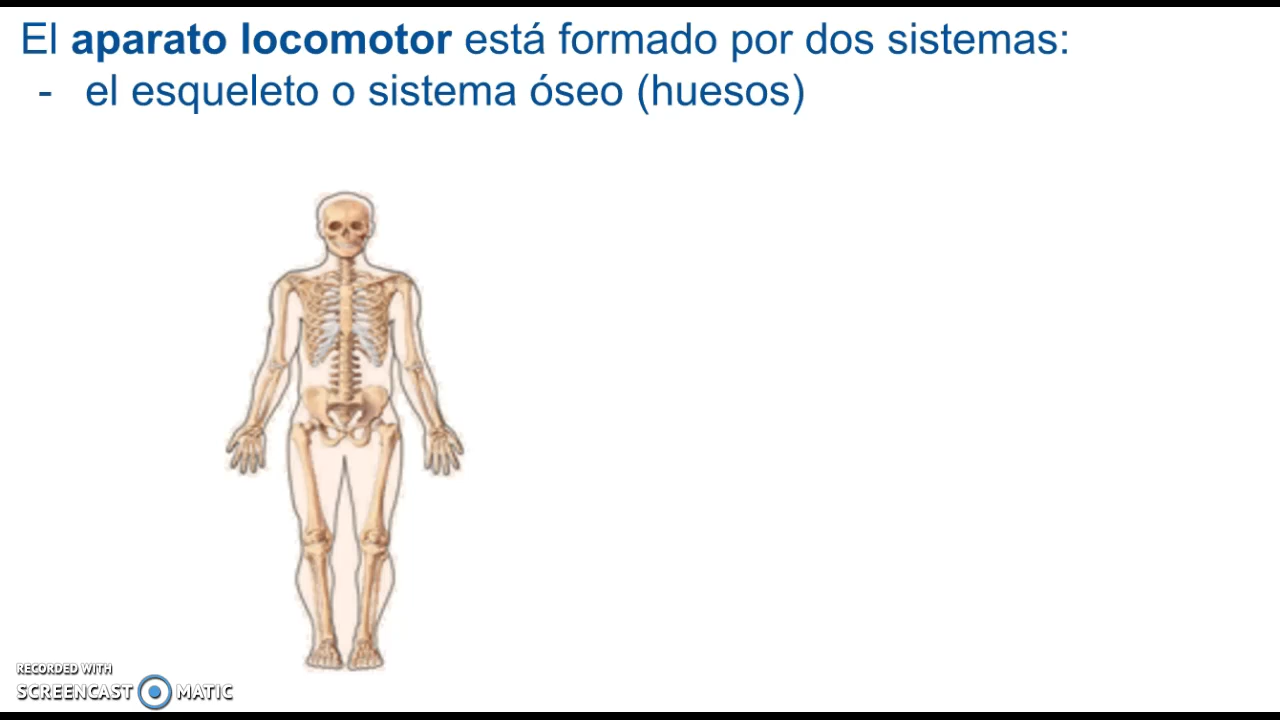 El aparato locomotor está formado por dos sistemas:
- el esqueleto o sistema óseo (huesos)
RECORDED WITH
SCREENCAST MATIC